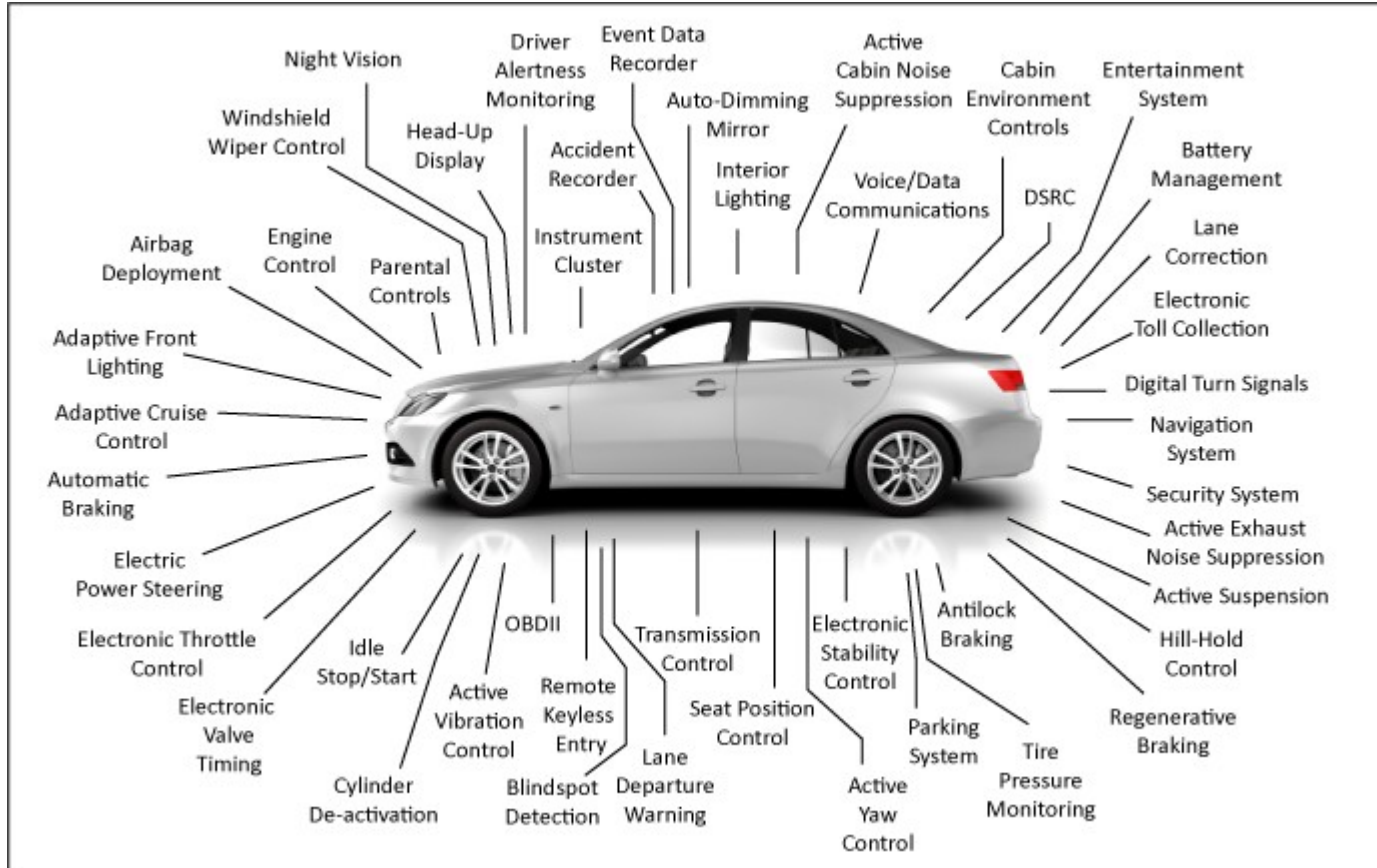 Night Vision
Driver
Alertness
Monitoring
Event Data
Recorder
Active
Cabin Noise
Suppression
Cabin
Environment
Controls
Entertainment
System
Windshield
Wiper Control
Head-Up
Display
Accident
Recorder
Auto-Dimming
Mirror
Interior
Lighting
Voice/Data
Communications
DSRC
Battery
Management
Airbag
Deployment
Engine
Control
Parental
Controls
Instrument
Cluster
Lane
Correction
Electronic
Toll Collection
Adaptive Front
Lighting
Digital Turn Signals
Adaptive Cruise
Control
Navigation
System
Automatic
Braking
Security System
Electric
Power Steering
Active Exhaust
Noise Suppression
Active Suspension
Electronic Throttle
Control
Idle
Stop/Start
OBDII
Transmission
Control
Electronic
Stability
Control
Antilock
Braking
Hill-Hold
Control
Electronic
Valve
Timing
Active
Vibration
Control
Remote
Keyless
Entry
Seat Position
Control
Parking
System
Regenerative
Braking
Cylinder
De-activation
Blindspot
Detection
Lane
Departure
Warning
Active
Yaw
Control
Tire
Pressure
Monitoring